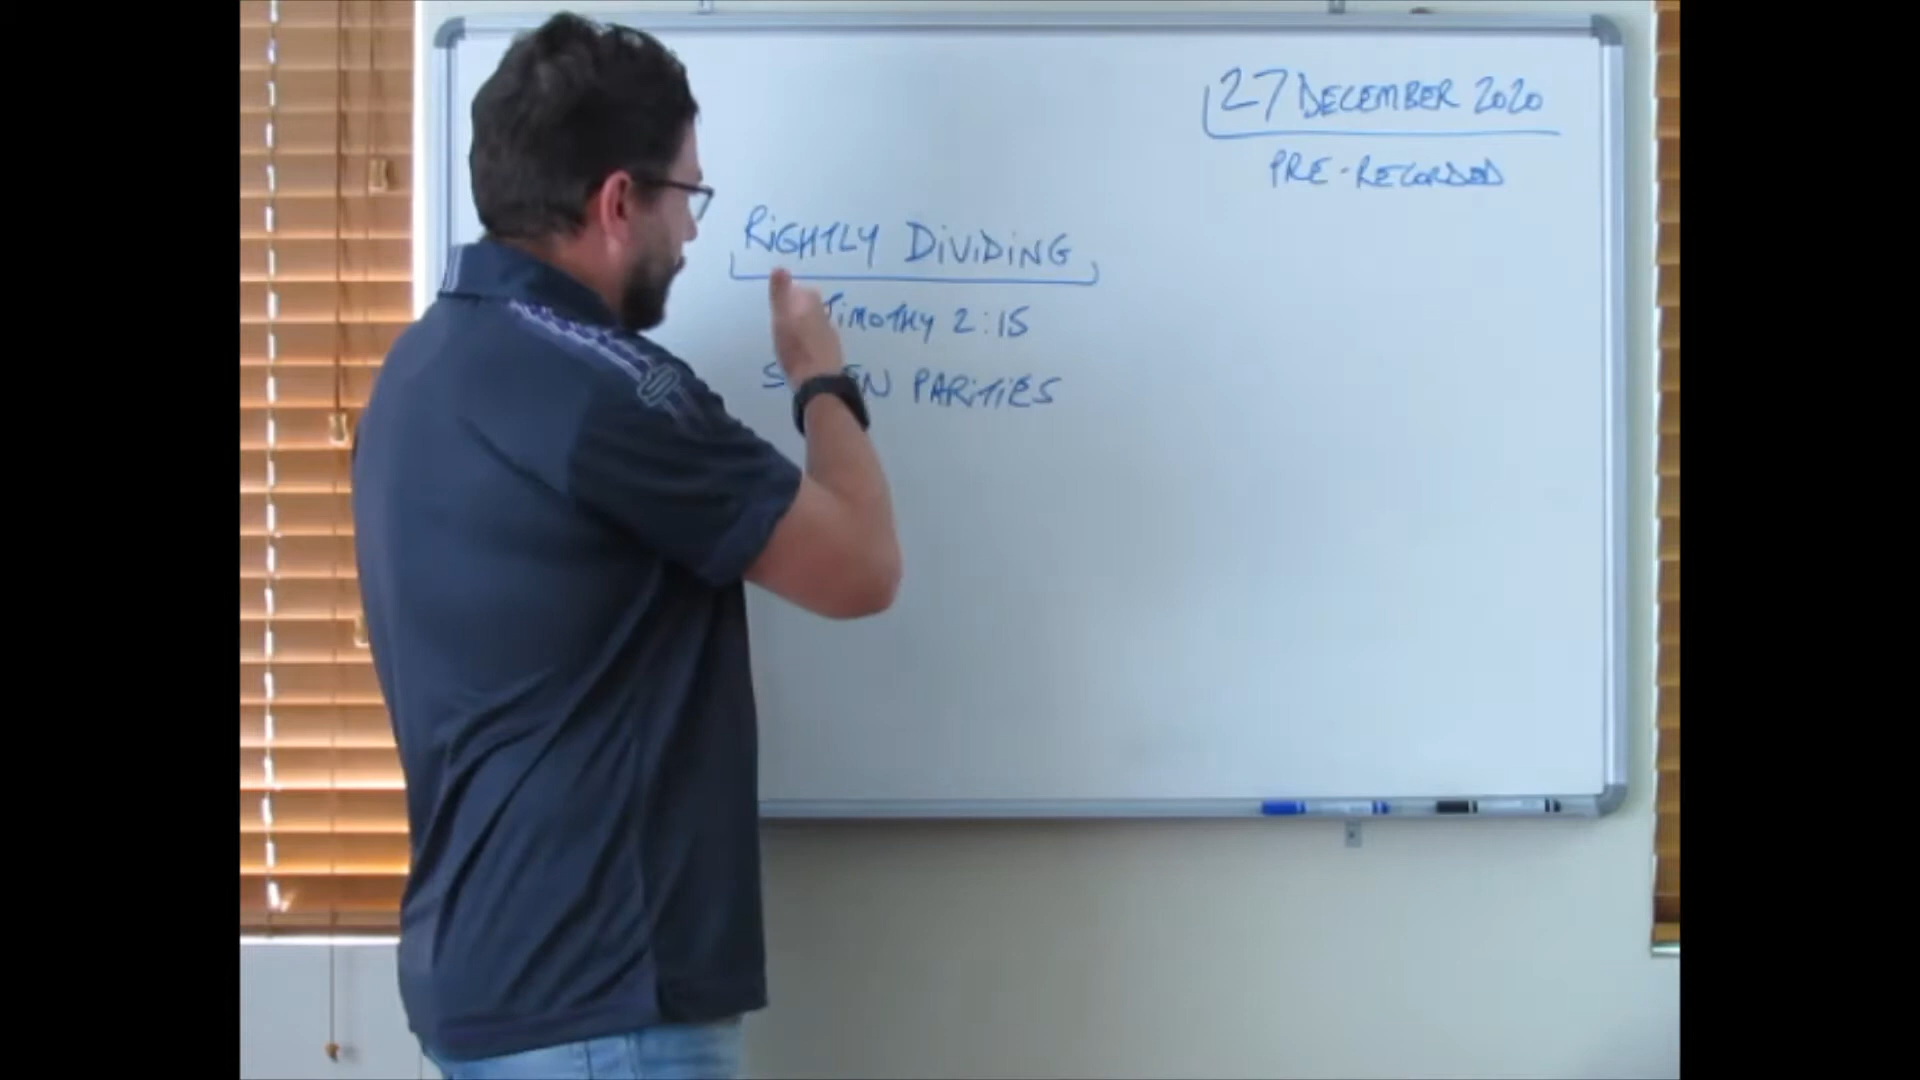 27 DECEMBER 2020
PRE-RECORDED
RiGHTLY DiViDiNG
TiMOTHY 2:15
PARiTiES